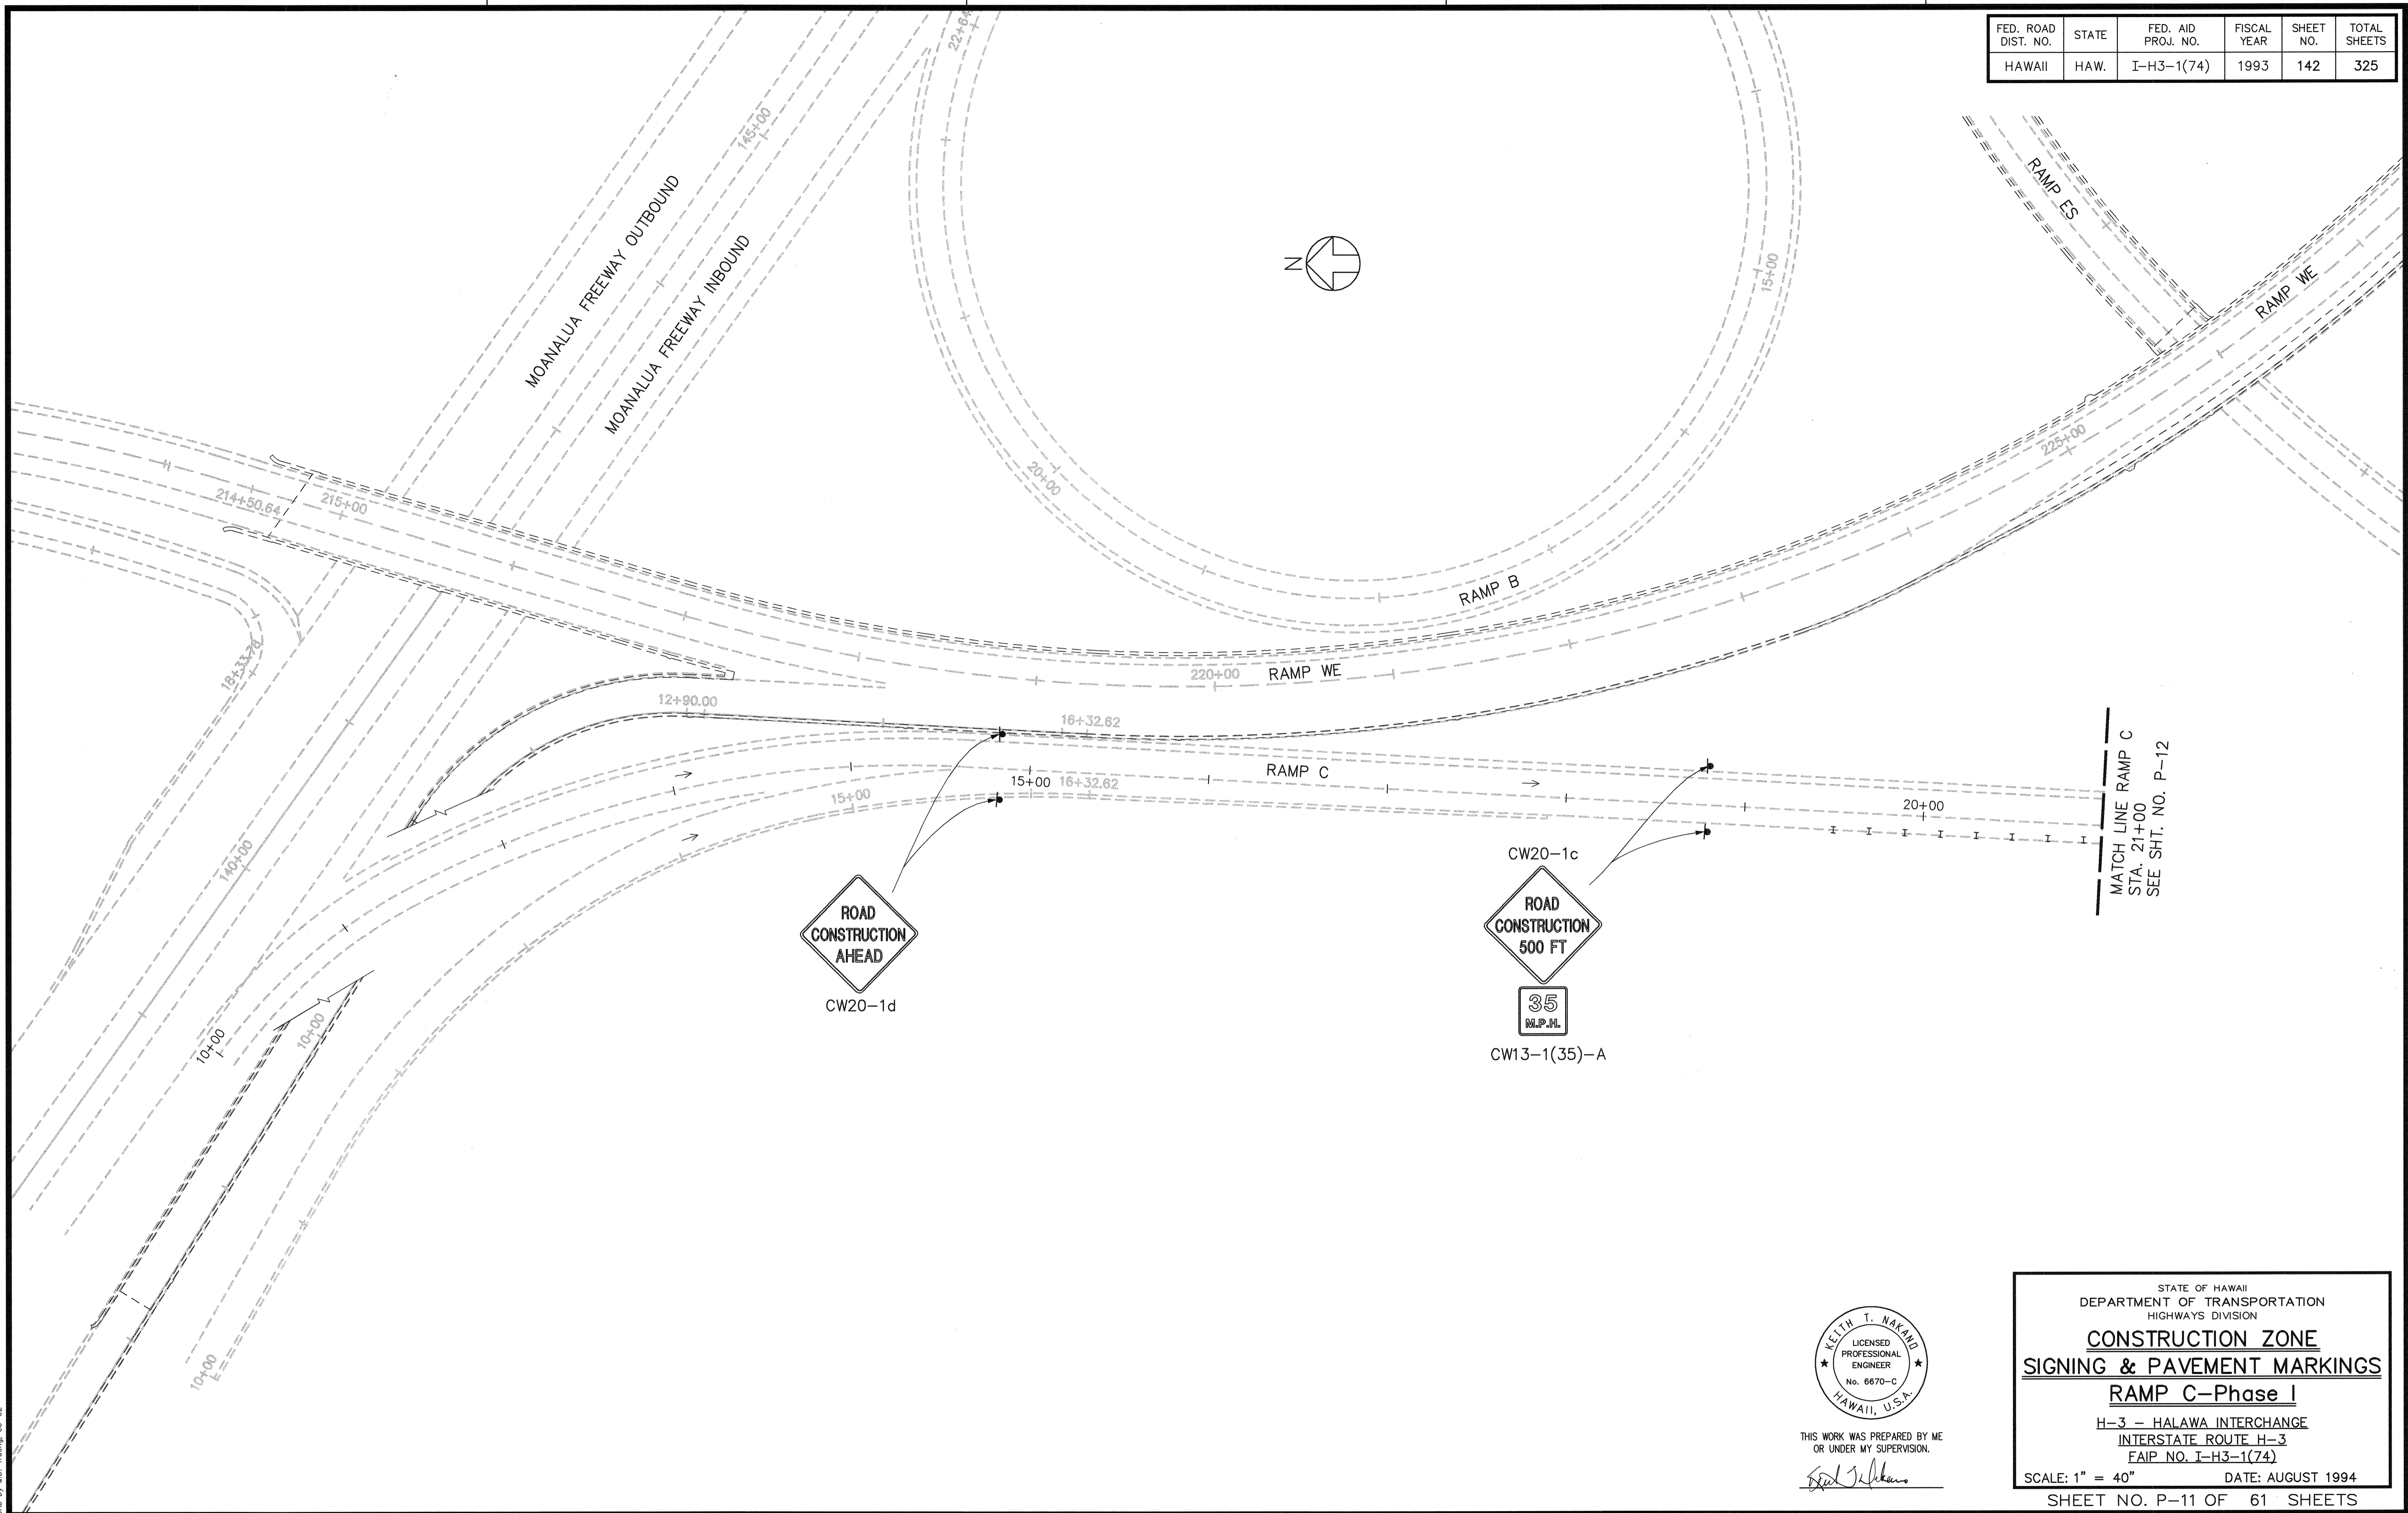 FED. ROAD DIST. NO.
STATE
FED. AID PROJ. NO.
FISCAL YEAR
SHEET NO.
TOTAL SHEETS
HAWAII
HAW.
I-H3-1(74)
1993
142
325
145+00
MOANALUA FREEWAY OUTBOUND
MOANALUA FREEWAY INBOUND
N
15+00
RAMP ES
RAMP WE
225+00
20+00
214+50.64
215+00
RAMP B
18+33.78
220+00
RAMP WE
12+90.00
16+32.62
RAMP C
15+00
16+32.62
15+00
20+00
140+00
10+00
10+00
10+00
ROAD
CONSTRUCTION
AHEAD
CW20-1d
CW20-1c
ROAD
CONSTRUCTION
500 FT
35
M.P.H.
CW13-1(35)-A
MATCH LINE RAMP C
STA. 21+00
SEE SHT. NO. P-12
KEITH T. NAKANO
LICENSED
PROFESSIONAL
ENGINEER
No. 6670-C
HAWAII, U.S.A.
THIS WORK WAS PREPARED BY ME
OR UNDER MY SUPERVISION.
STATE OF HAWAII
DEPARTMENT OF TRANSPORTATION
HIGHWAYS DIVISION
CONSTRUCTION ZONE
SIGNING & PAVEMENT MARKINGS
RAMP C-Phase I
H-3 - HALAWA INTERCHANGE
INTERSTATE ROUTE H-3
FAIP NO. I-H3-1(74)
SCALE: 1" = 40"
DATE: AUGUST 1994
SHEET NO. P-11 OF 61 SHEETS